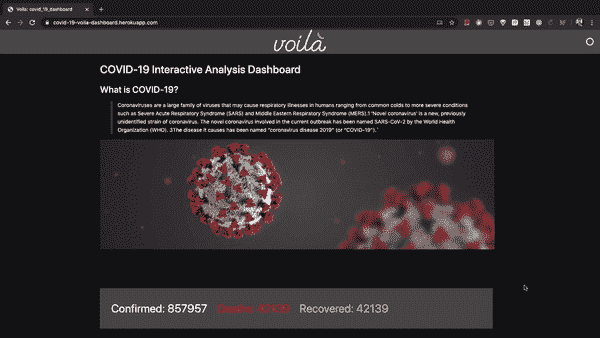 Voila: covid_19_dashboard
covid-19-voila-dashboard.herokuapp.com
voilà
COVID-19 Interactive Analysis Dashboard
What is COVID-19?
Coronaviruses are a large family of viruses that may cause respiratory illnesses in humans ranging from common colds to more severe conditions
such as Severe Acute Respiratory Syndrome (SARS) and Middle Eastern Respiratory Syndrome (MERS).1 'Novel coronavirus' is a new, previously
unidentified strain of coronavirus. The novel coronavirus involved in the current outbreak has been named SARS-CoV-2 by the World Health
Organization (WHO). 3The disease it causes has been named "coronavirus disease 2019" (or "COVID-19").
Confirmed: 857957 Deaths: Recovered: 42139